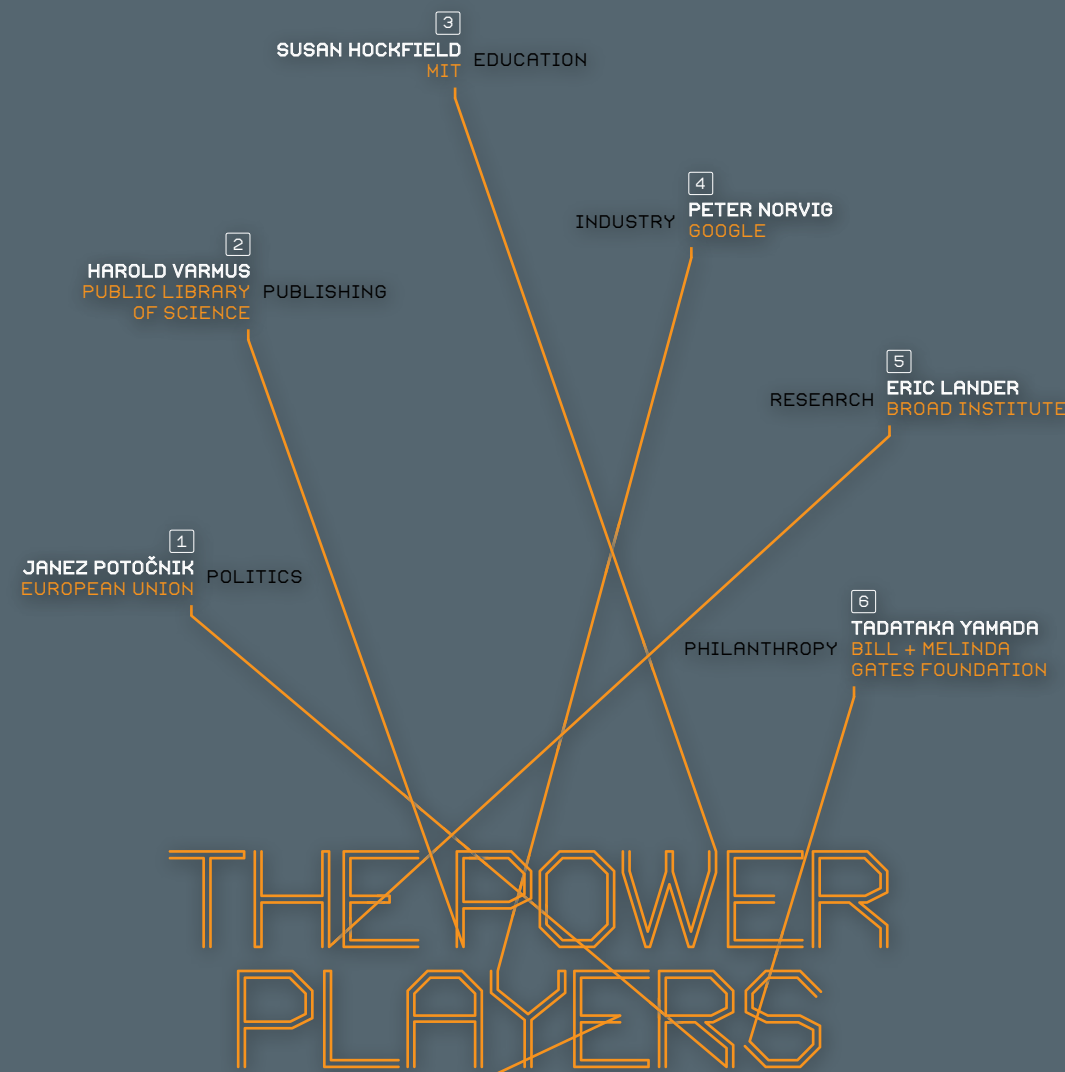 3
SUSAN HOCKFIELD
MIT
EDUCATION
4
PETER NORVIG
GOOGLE
INDUSTRY
2
HAROLD VARMUS
PUBLIC LIBRARY
OF SCIENCE
PUBLISHING
5
ERIC LANDER
BROAD INSTITUTE
RESEARCH
1
JANEZ POTOČNIK
EUROPEAN UNION
POLITICS
6
TADATAKA YAMADA
BILL + MELINDA
GATES FOUNDATION
PHILANTHROPY
THE POWER
PLAYERS